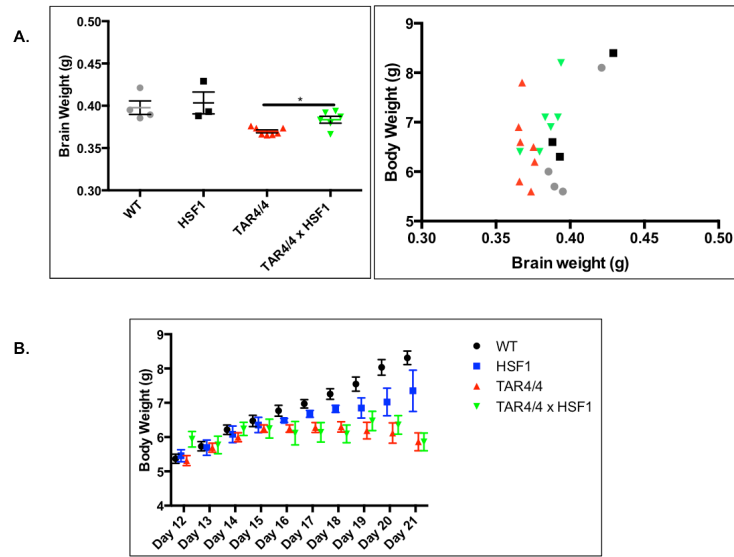 A.
Brain Weight (g)
0.50
0.45
0.40
0.35
0.30
*
WT
HSF1
TAR4/4
TAR4/4 x HSF1
Body Weight (g)
9
8
7
6
5
0.30 0.35 0.40 0.45 0.50
Brain weight (g)
B.
Body Weight (g)
9
8
7
6
5
4
Day 12
Day 13
Day 14
Day 15
Day 16
Day 17
Day 18
Day 19
Day 20
Day 21
WT
HSF1
TAR4/4
TAR4/4 x HSF1